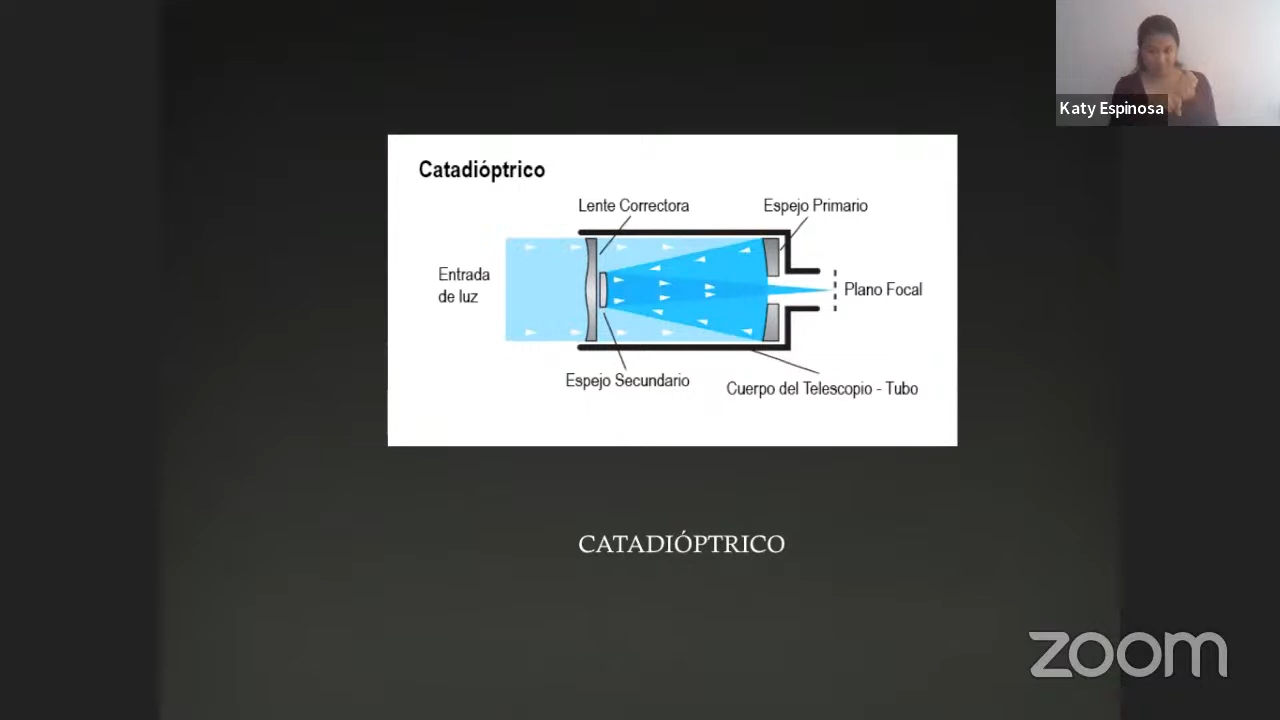 Katy Espinosa
Catadióptrico
Lente Correctora
Espejo Primario
Entrada
de luz
Plano Focal
Espejo Secundario
Cuerpo del Telescopio - Tubo
CATADIÓPTRICO
zoom